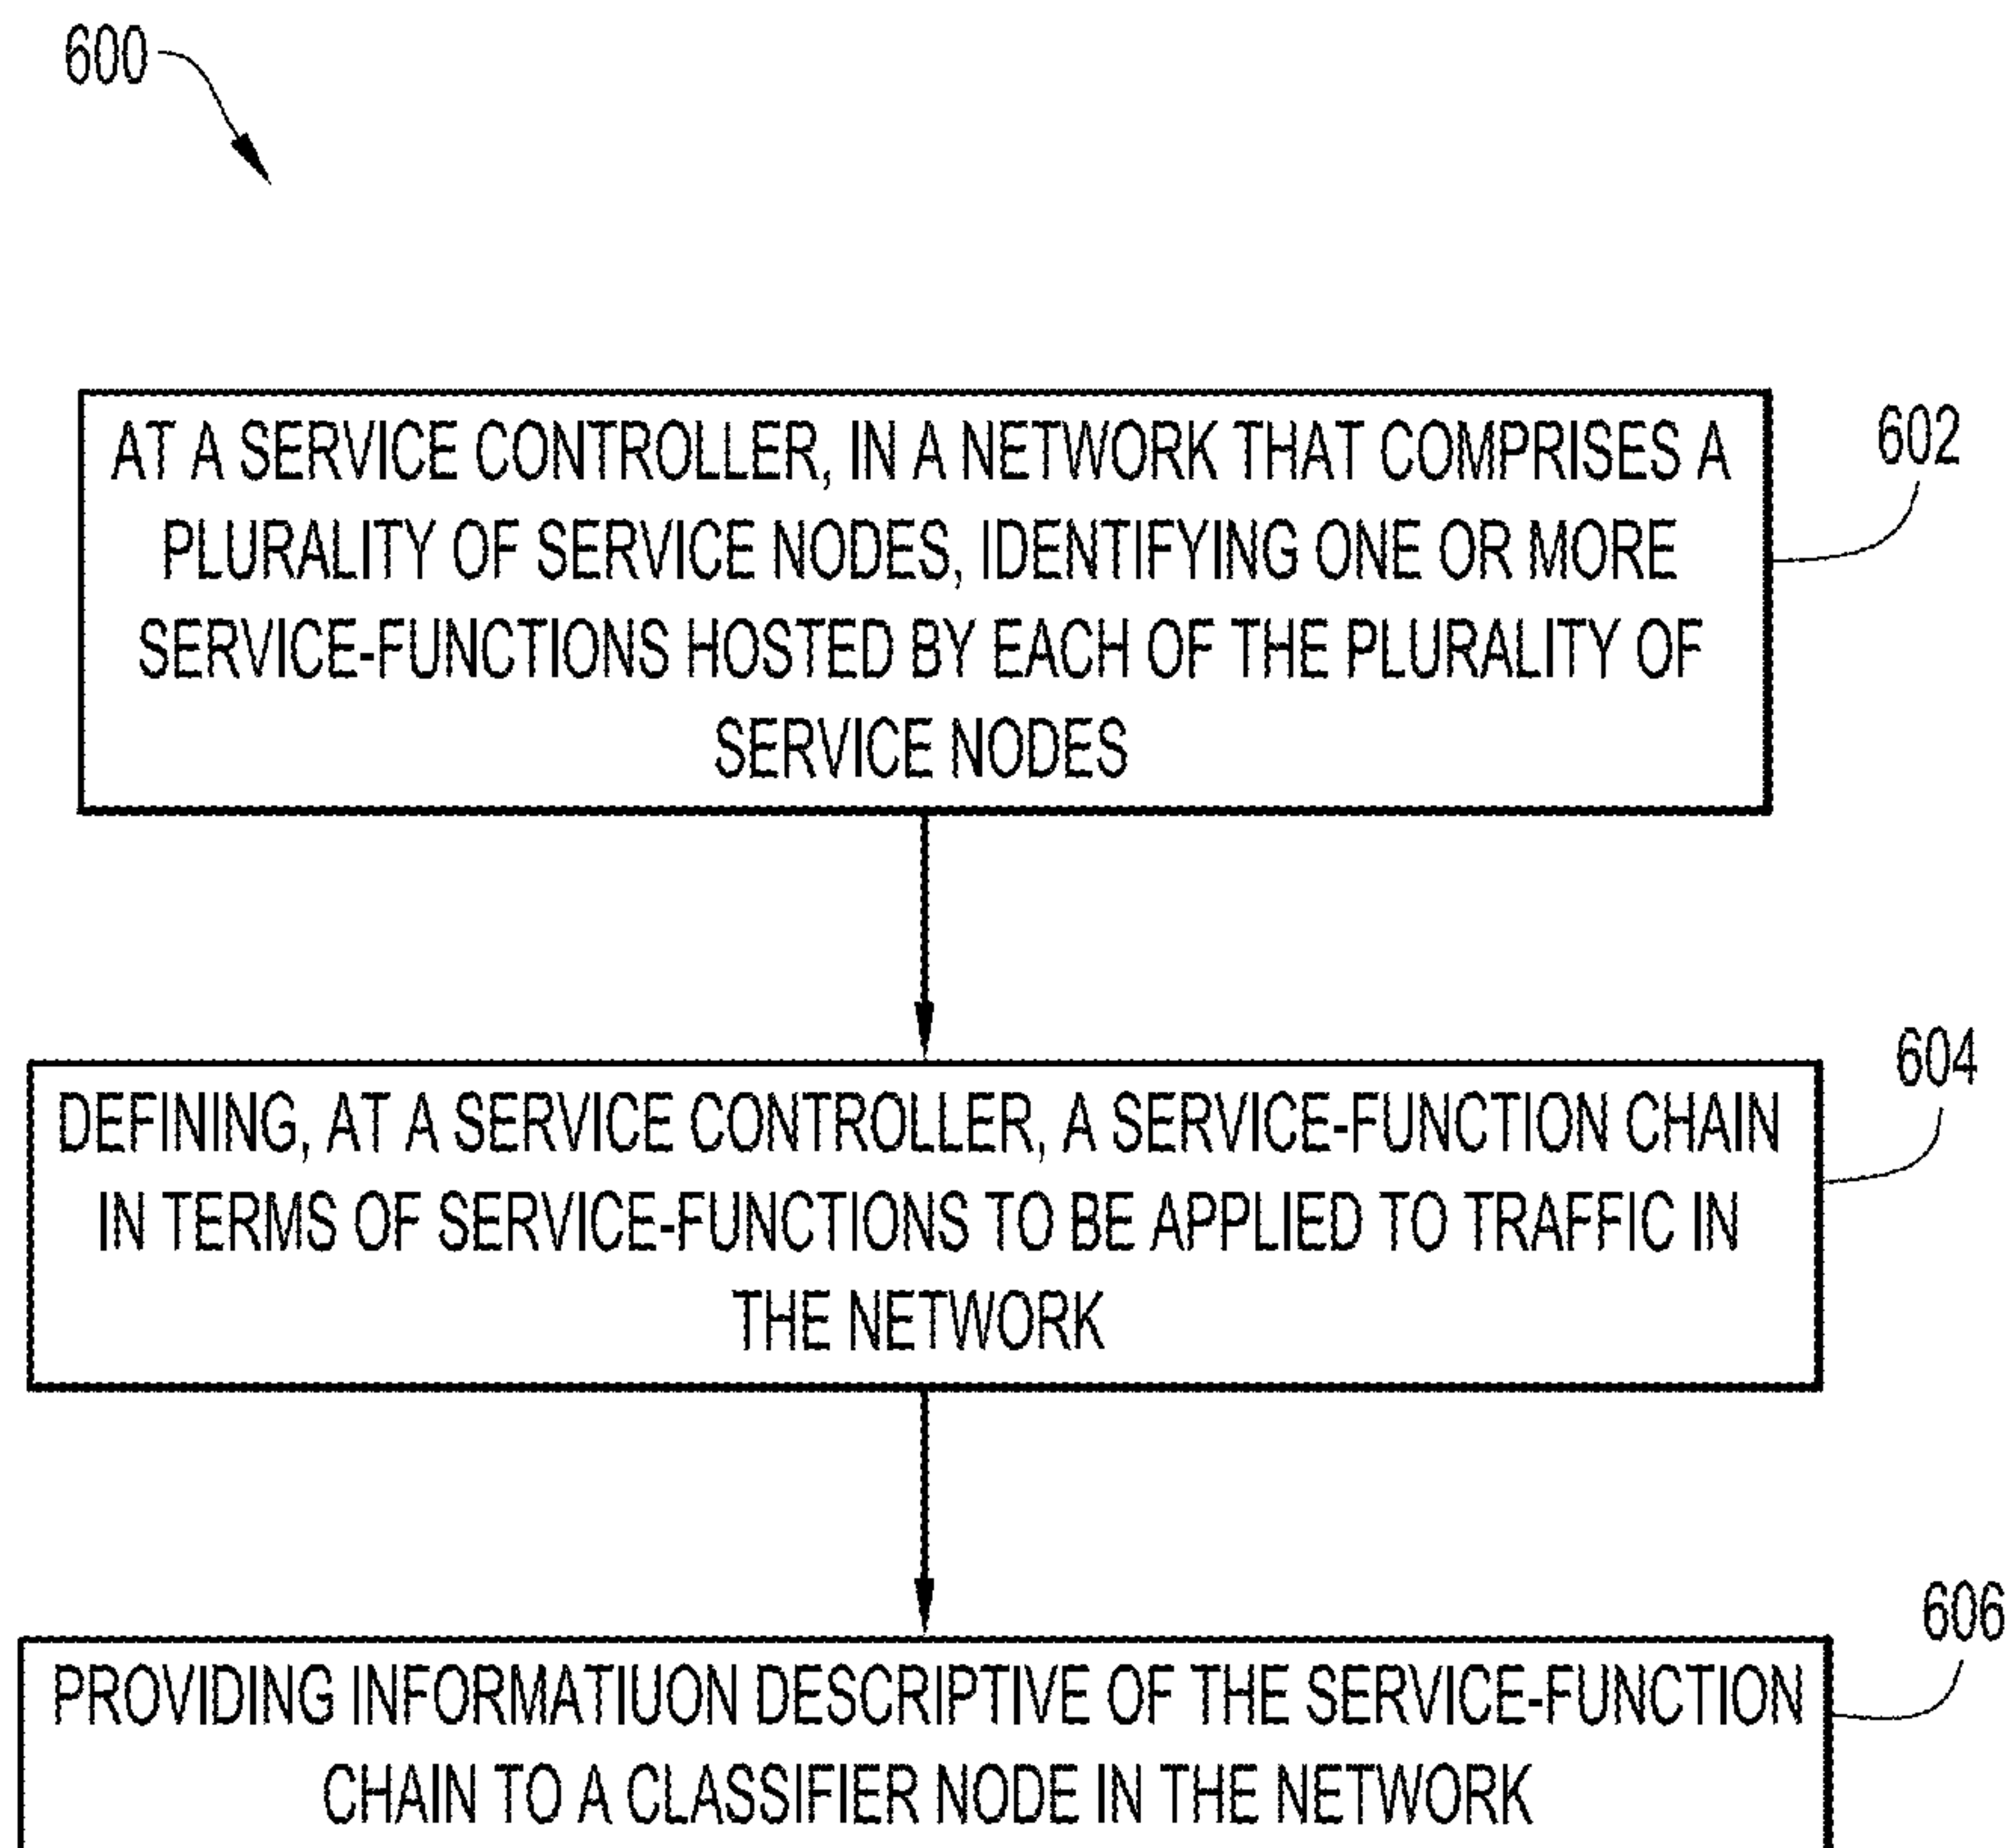 600
AT A SERVICE CONTROLLER, IN A NETWORK THAT COMPRISES A
PLURALITY OF SERVICE NODES, IDENTIFYING ONE OR MORE
SERVICE-FUNCTIONS HOSTED BY EACH OF THE PLURALITY OF
SERVICE NODES
602
DEFINING, AT A SERVICE CONTROLLER, A SERVICE-FUNCTION CHAIN
IN TERMS OF SERVICE-FUNCTIONS TO BE APPLIED TO TRAFFIC IN
THE NETWORK
604
PROVIDING INFORMATIUON DESCRIPTIVE OF THE SERVICE-FUNCTION
CHAIN TO A CLASSIFIER NODE IN THE NETWORK
606